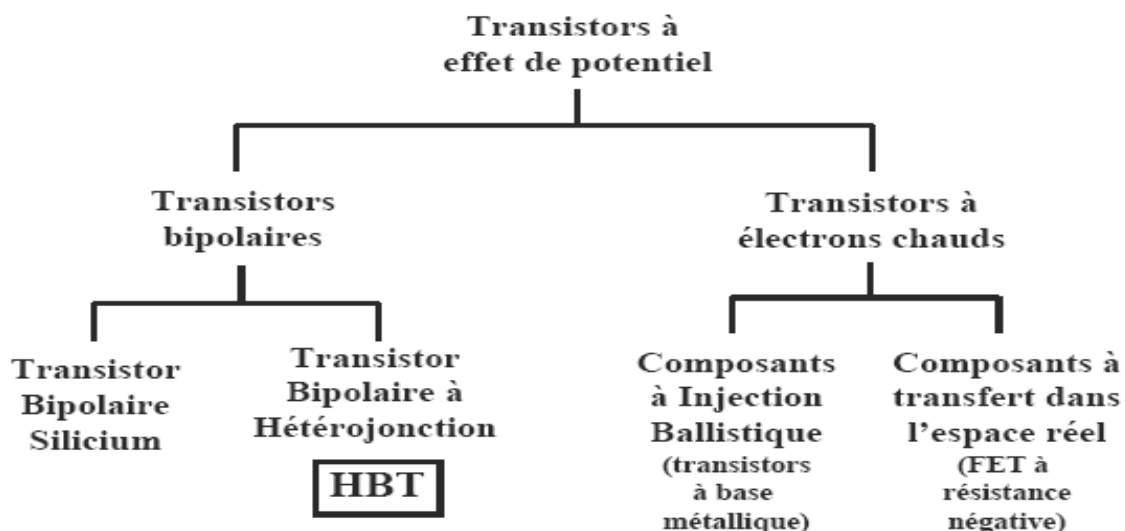 Transistors à
effet de potentiel
Transistors
bipolaires
Transistors à
électrons chauds
Transistor
Bipolaire
Silicium
Transistor
Bipolaire à
Hétérojonction
HBT
Composants
à Injection
Ballistique
(transistors
à base
métallique)
Composants à
transfert dans
l'espace réel
(FET à
résistance
négative)